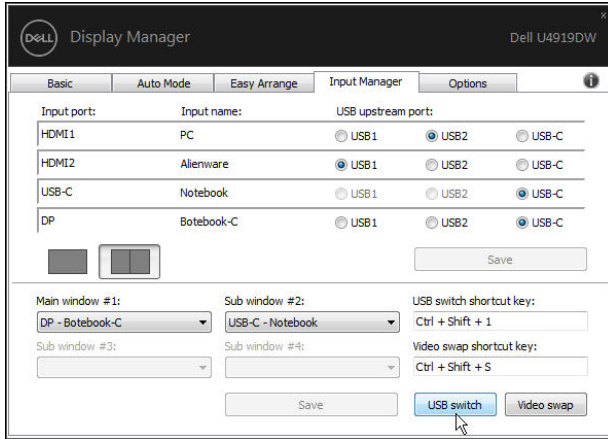 DELL Display Manager Dell U4919DW x
Basic Auto Mode Easy Arrange Input Manager Options i
Input port: Input name: USB upstream port:
HDMI1 PC USB1 USB2 USB-C
HDMI2 Alienware USB1 USB2 USB-C
USB-C Notebook USB1 USB2 USB-C
DP Botebook-C USB1 USB2 USB-C
Save
Main window #1: Sub window #2: USB switch shortcut key:
DP - Botebook-C USB-C - Notebook Ctrl + Shift + 1
Sub window #3: Sub window #4: Video swap shortcut key:
Ctrl + Shift + S
Save USB switch Video swap